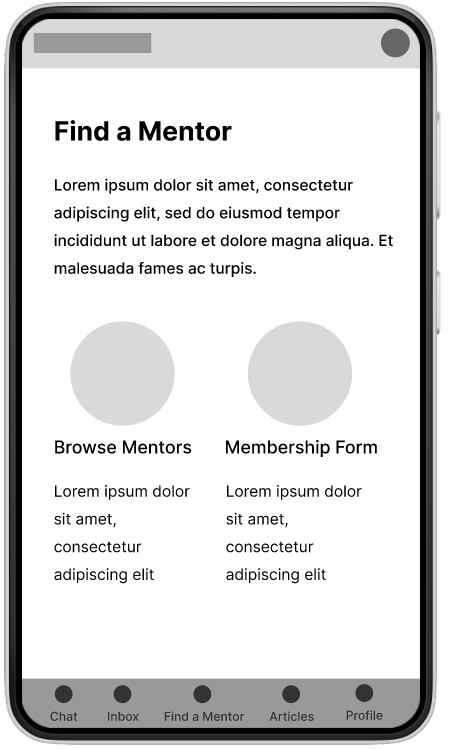 Find a Mentor
Lorem ipsum dolor sit amet, consectetur
adipiscing elit, sed do eiusmod tempor
incididunt ut labore et dolore magna aliqua. Et
malesuada fames ac turpis.
Browse Mentors
Lorem ipsum dolor
sit amet,
consectetur
adipiscing elit
Membership Form
Lorem ipsum dolor
sit amet,
consectetur
adipiscing elit
Chat
Inbox
Find a Mentor
Articles
Profile